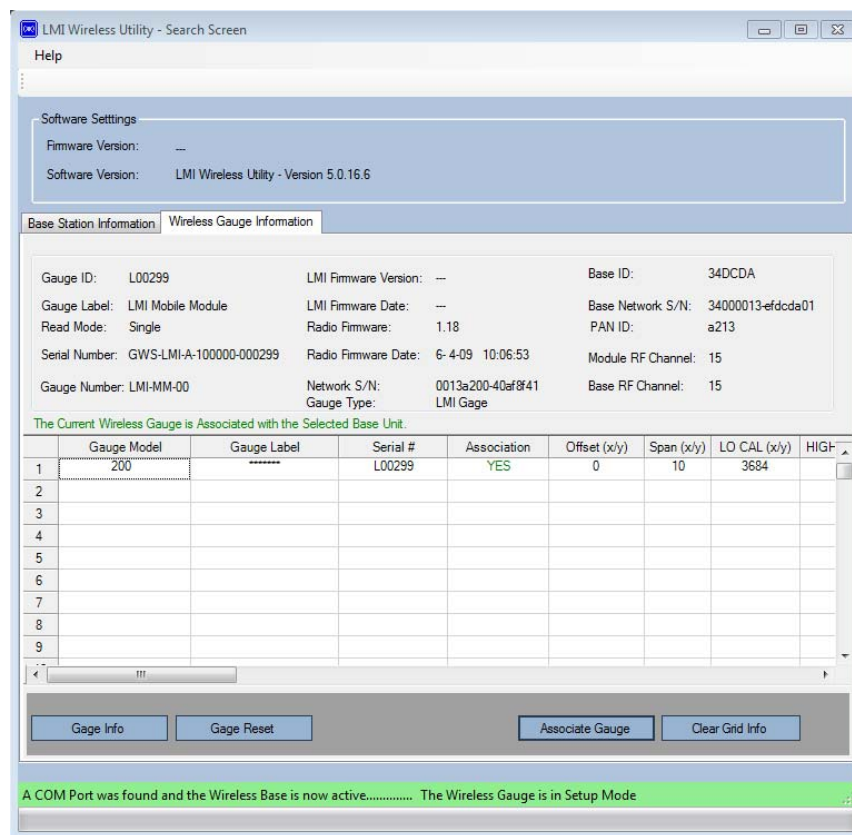 LMI Wireless Utility - Search Screen
Help
Software Setttings
Firmware Version: ---
Software Version: LMI Wireless Utility - Version 5.0.16.6
Base Station Information Wireless Gauge Information
Gauge ID: L00299 LMI Firmware Version: --- Base ID: 34DCDA
Gauge Label: LMI Mobile Module LMI Firmware Date: --- Base Network S/N: 34000013-efdcda01
Read Mode: Single Radio Firmware: 1.18 PAN ID: a213
Serial Number: GWS-LMI-A-100000-000299 Radio Firmware Date: 6- 4-09 10:06:53 Module RF Channel: 15
Gauge Number: LMI-MM-00 Network S/N: 0013a200-40af8f41 Base RF Channel: 15
Gauge Type: LMI Gage
The Current Wireless Gauge is Associated with the Selected Base Unit.
Gauge Model Gauge Label Serial # Association Offset (x/y) Span (x/y) LO CAL (x/y) HIGH
1 200 ******* L00299 YES 0 10 3684
2
3
4
5
6
7
8
9
Gage Info Gage Reset Associate Gauge Clear Grid Info
A COM Port was found and the Wireless Base is now active.............. The Wireless Gauge is in Setup Mode